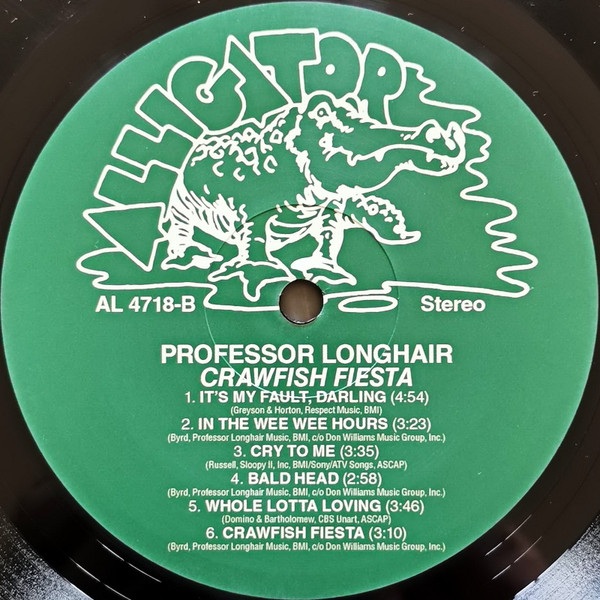 ALLIGATOR
AL 4718-B
Stereo
PROFESSOR LONGHAIR
CRAWFISH FIESTA
1. IT'S MY FAULT, DARLING (4:54)
(Greyson & Horton, Respect Music, BMI)
2. IN THE WEE WEE HOURS (3:23)
(Byrd, Professor Longhair Music, BMI, c/o Don Williams Music Group, Inc.)
3. CRY TO ME (3:35)
(Russell, Sloopy II, Inc, BMI/Sony/ATV Songs, ASCAP)
4. BALD HEAD (2:58)
(Byrd, Professor Longhair Music, BMI, c/o Don Williams Music Group, Inc.)
5. WHOLE LOTTA LOVING (3:46)
(Domino & Bartholomew, CBS Unart, ASCAP)
6. CRAWFISH FIESTA (3:10)
(Byrd, Professor Longhair Music, BMI, c/o Don Williams Music Group, Inc.)